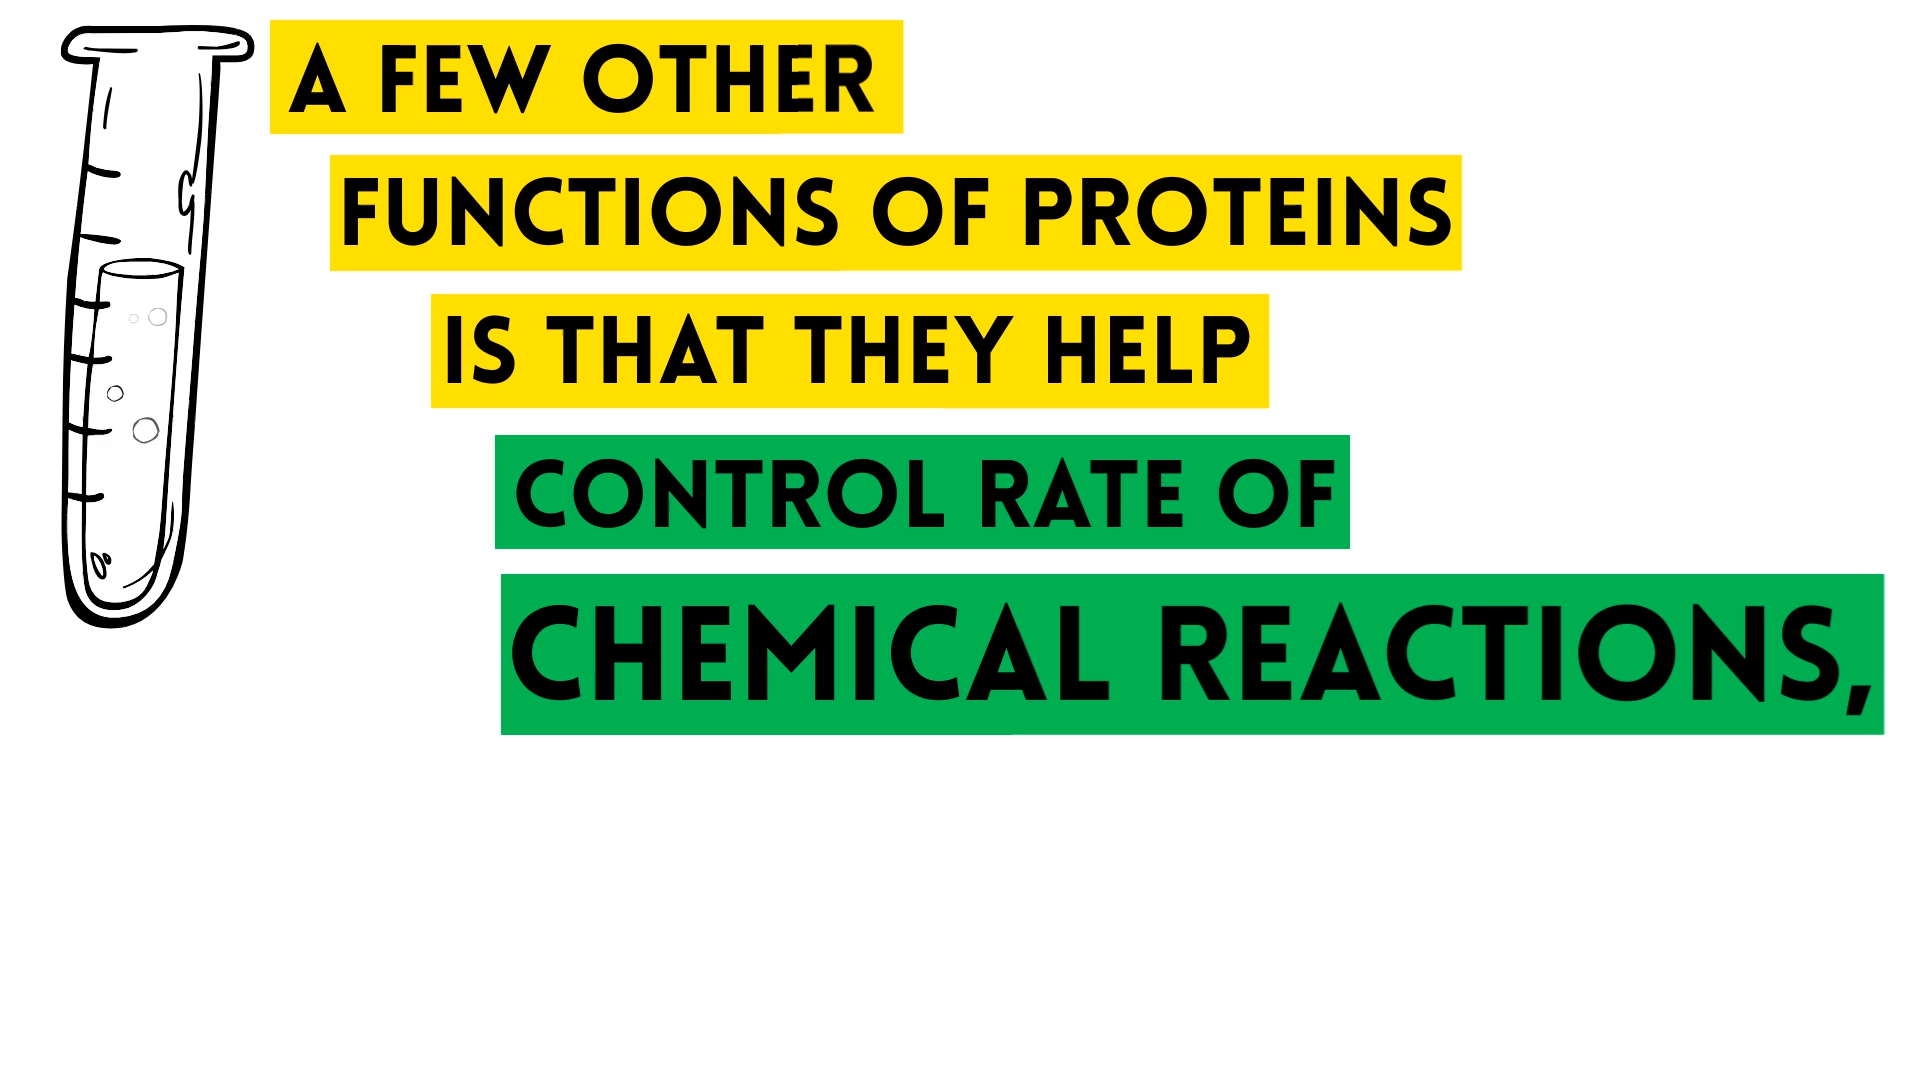 A FEW OTHER
FUNCTIONS OF PROTEINS
IS THAT THEY HELP
CONTROL RATE OF
CHEMICAL REACTIONS,